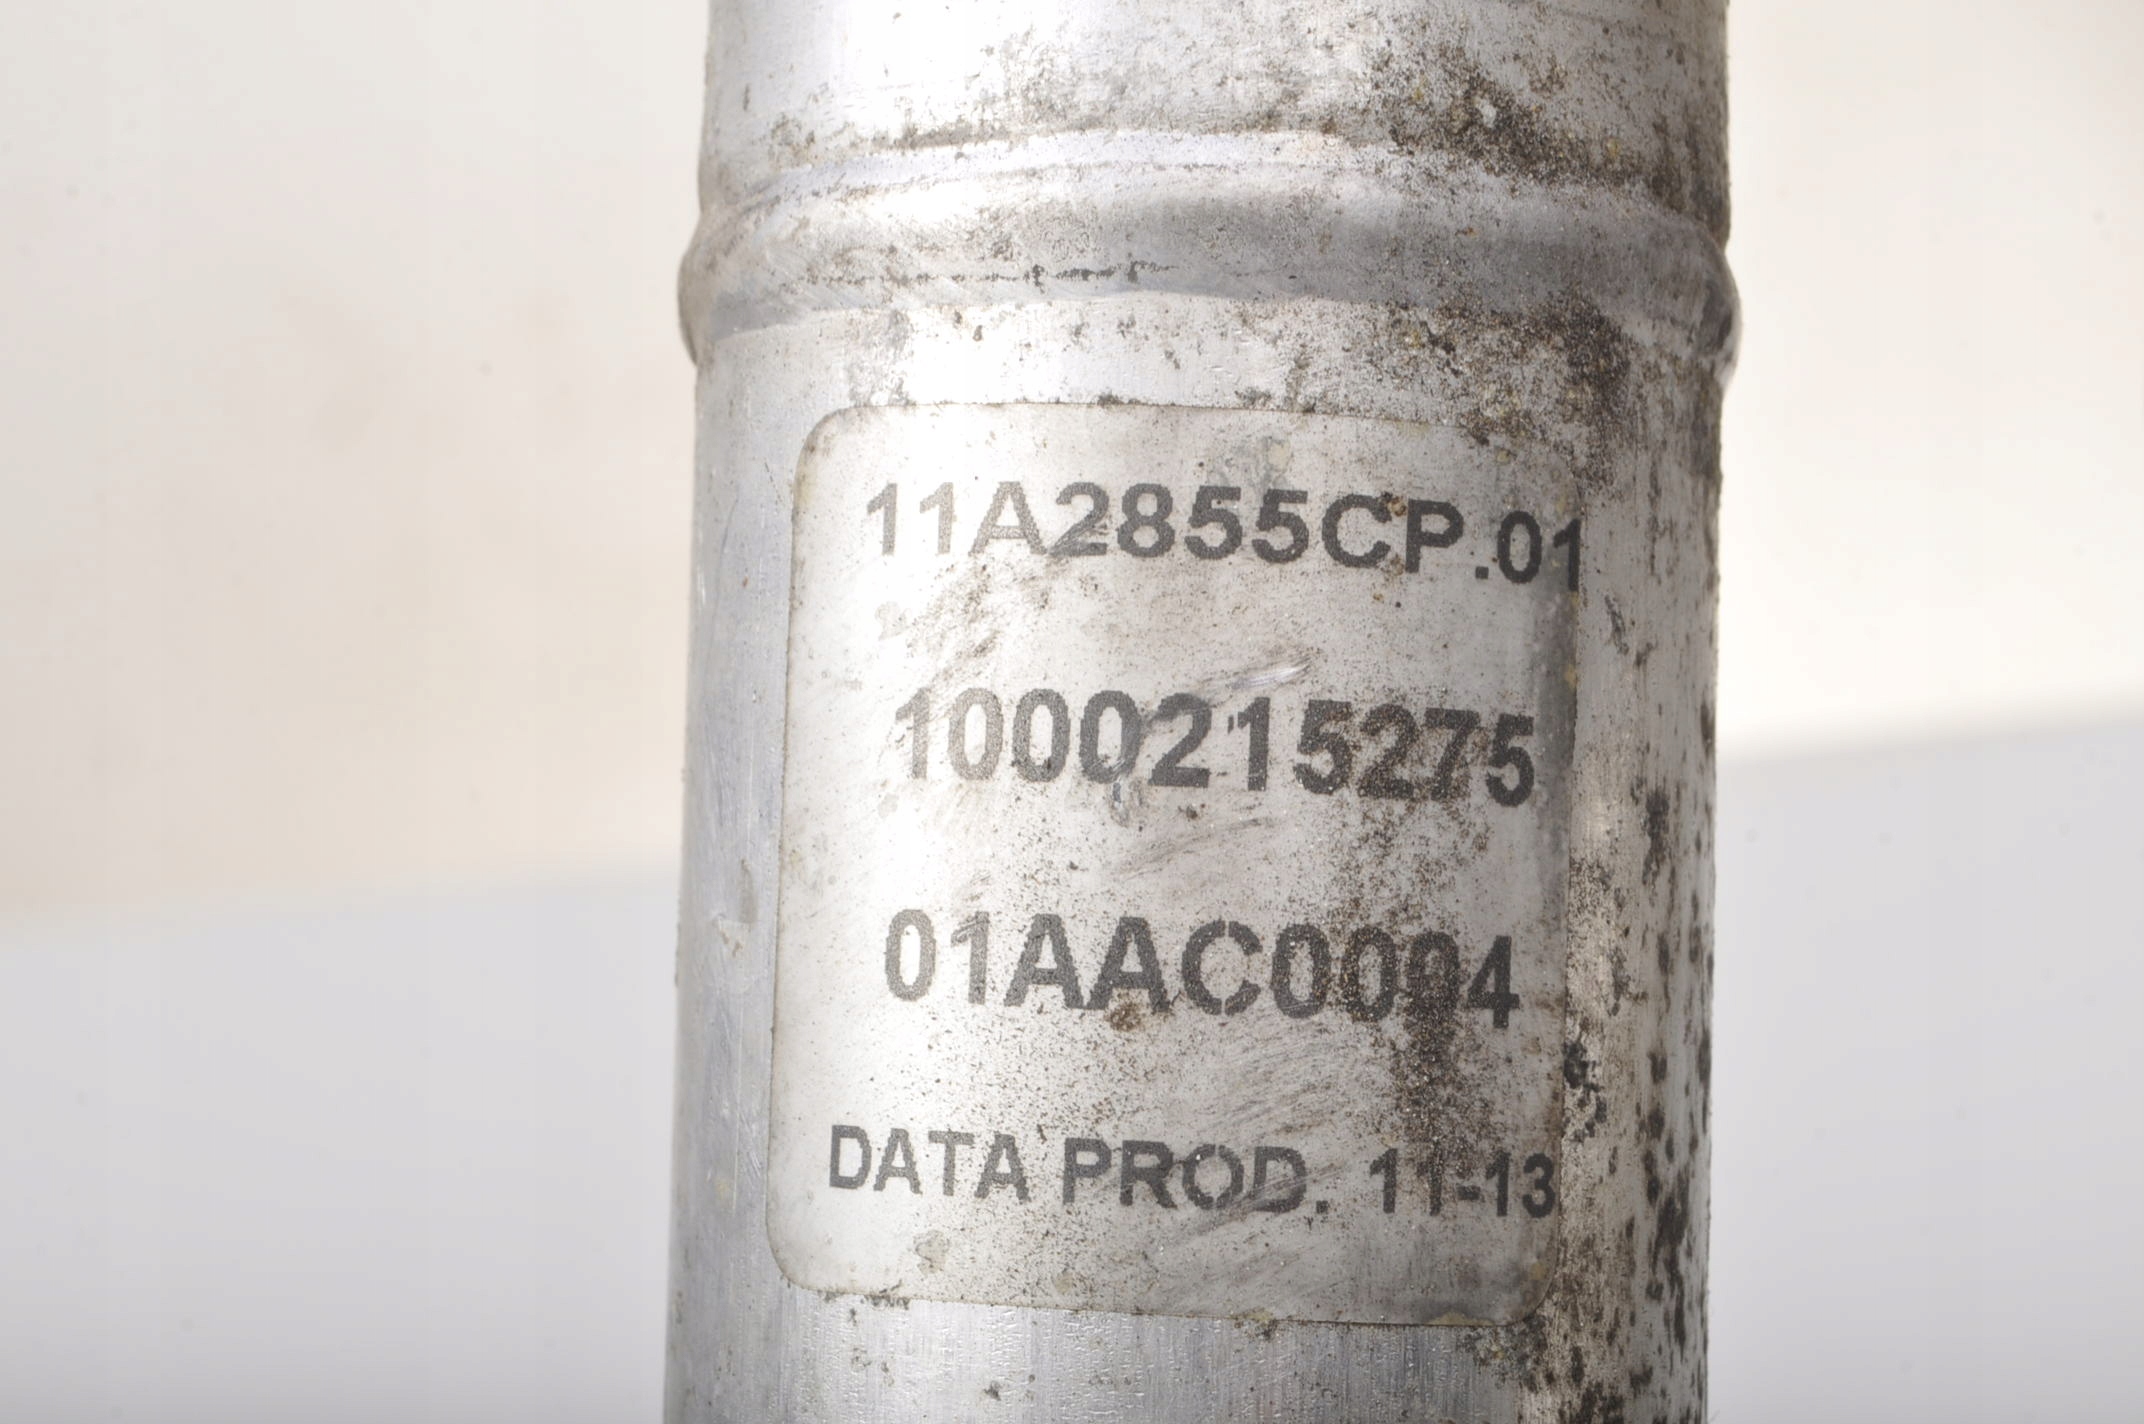 11A2855CP.01
1000215275
01AAC0094
DATA PROD. 11-13